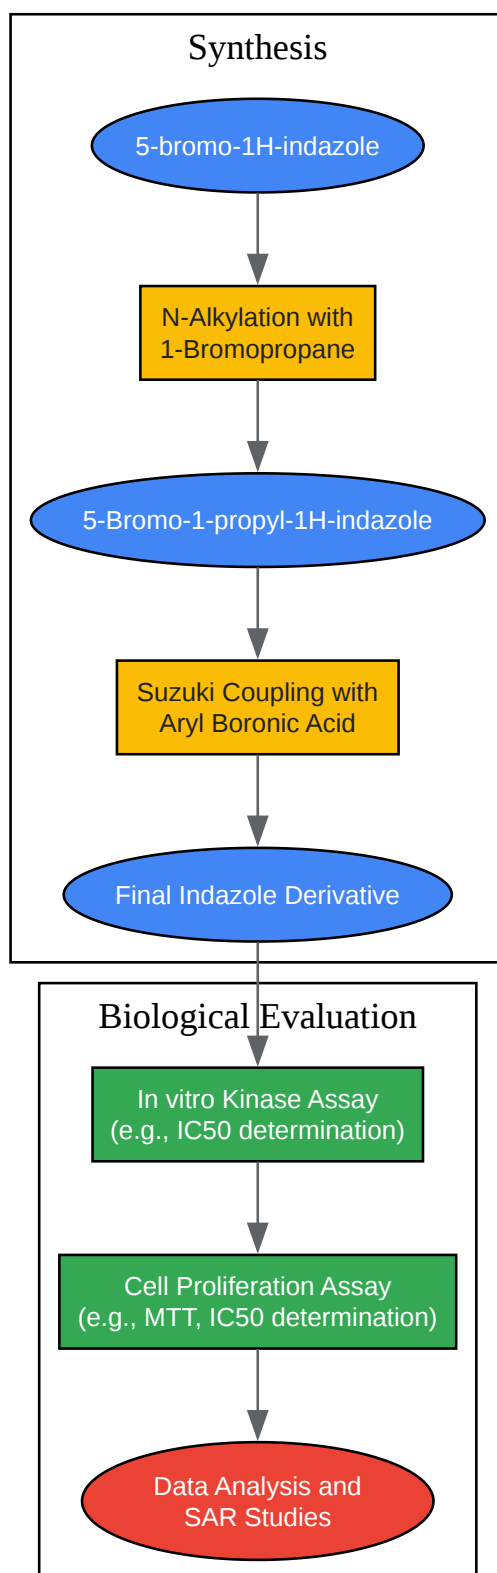 Synthesis
5-bromo-1H-indazole
N-Alkylation with
1-Bromopropane
5-Bromo-1-propyl-1H-indazole
Suzuki Coupling with
Aryl Boronic Acid
Final Indazole Derivative
Biological Evaluation
In vitro Kinase Assay
(e.g., IC50 determination)
Cell Proliferation Assay
(e.g., MTT, IC50 determination)
Data Analysis and
SAR Studies